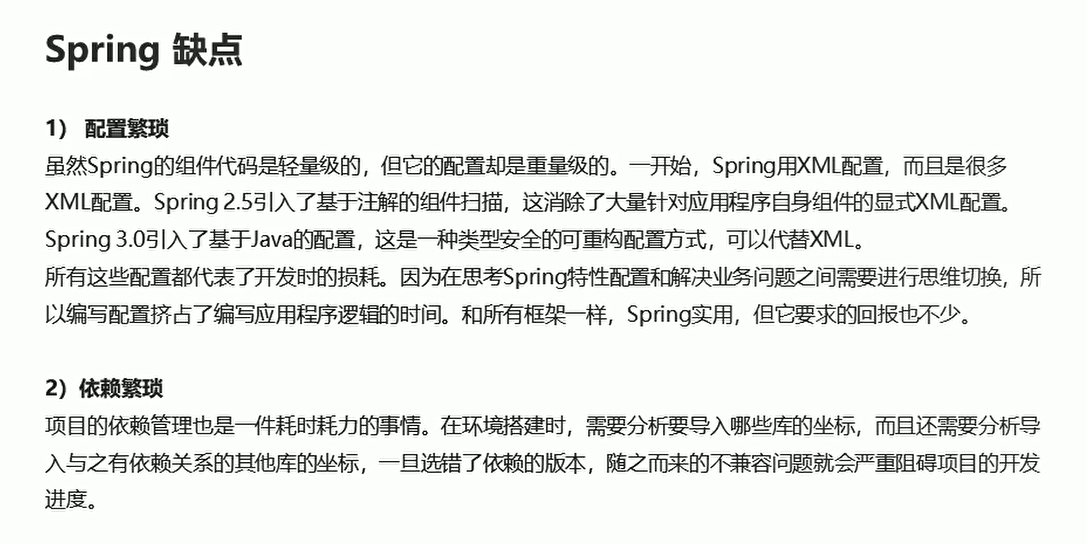 Spring 缺点
1） 配置繁琐
虽然Spring的组件代码是轻量级的，但它的配置却是重量级的。一开始，Spring用XML配置，而且是很多
XML配置。Spring 2.5引入了基于注解的组件扫描，这消除了大量针对应用程序自身组件的显式XML配置。
Spring 3.0引入了基于Java的配置，这是一种类型安全的可重构配置方式，可以代替XML。
所有这些配置都代表了开发时的损耗。因为在思考Spring特性配置和解决业务问题之间需要进行思维切换，所
以编写配置挤占了编写应用程序逻辑的时间。和所有框架一样，Spring实用，但它要求的回报也不少。
2）依赖繁琐
项目的依赖管理也是一件耗时耗力的事情。在环境搭建时，需要分析要导入哪些库的坐标，而且还需要分析导
入与之有依赖关系的其他库的坐标，一旦选错了依赖的版本，随之而来的不兼容问题就会严重阻碍项目的开发
进度。